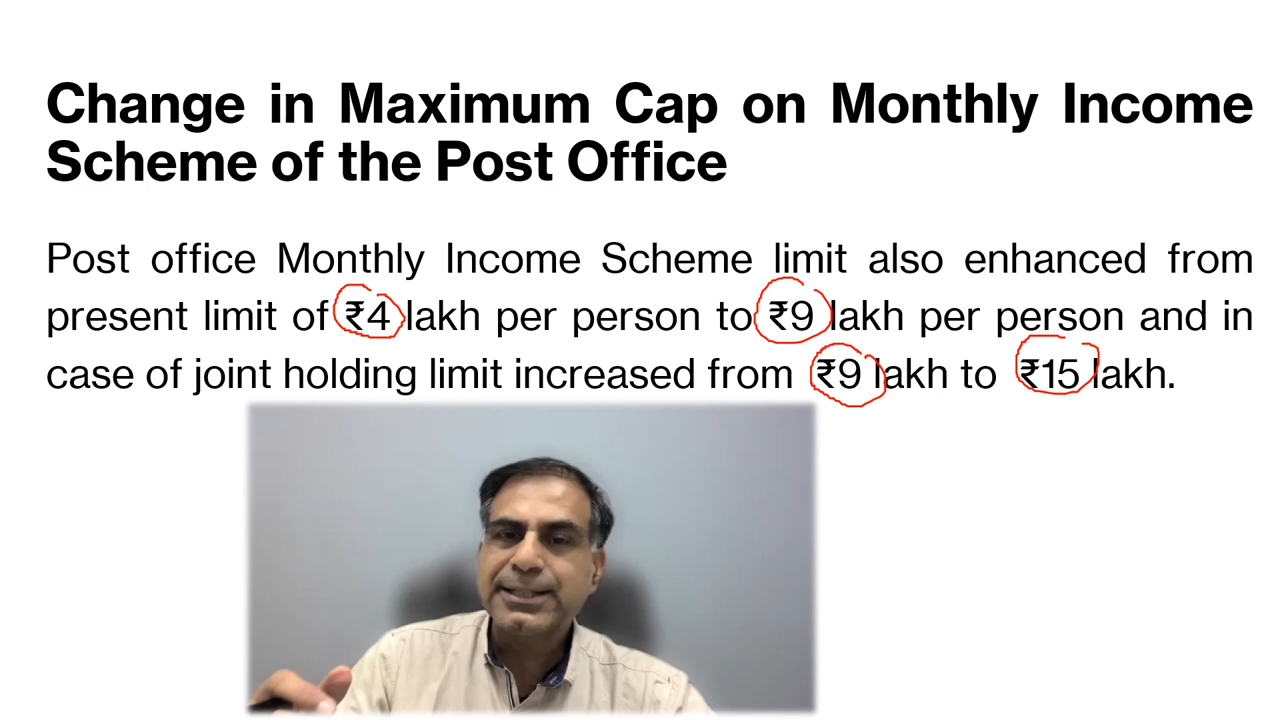 Change in Maximum Cap on Monthly Income
Scheme of the Post Office
Post office Monthly Income Scheme limit also enhanced from
present limit of ₹4 lakh per person to ₹9 lakh per person and in
case of joint holding limit increased from ₹9 lakh to ₹15 lakh.